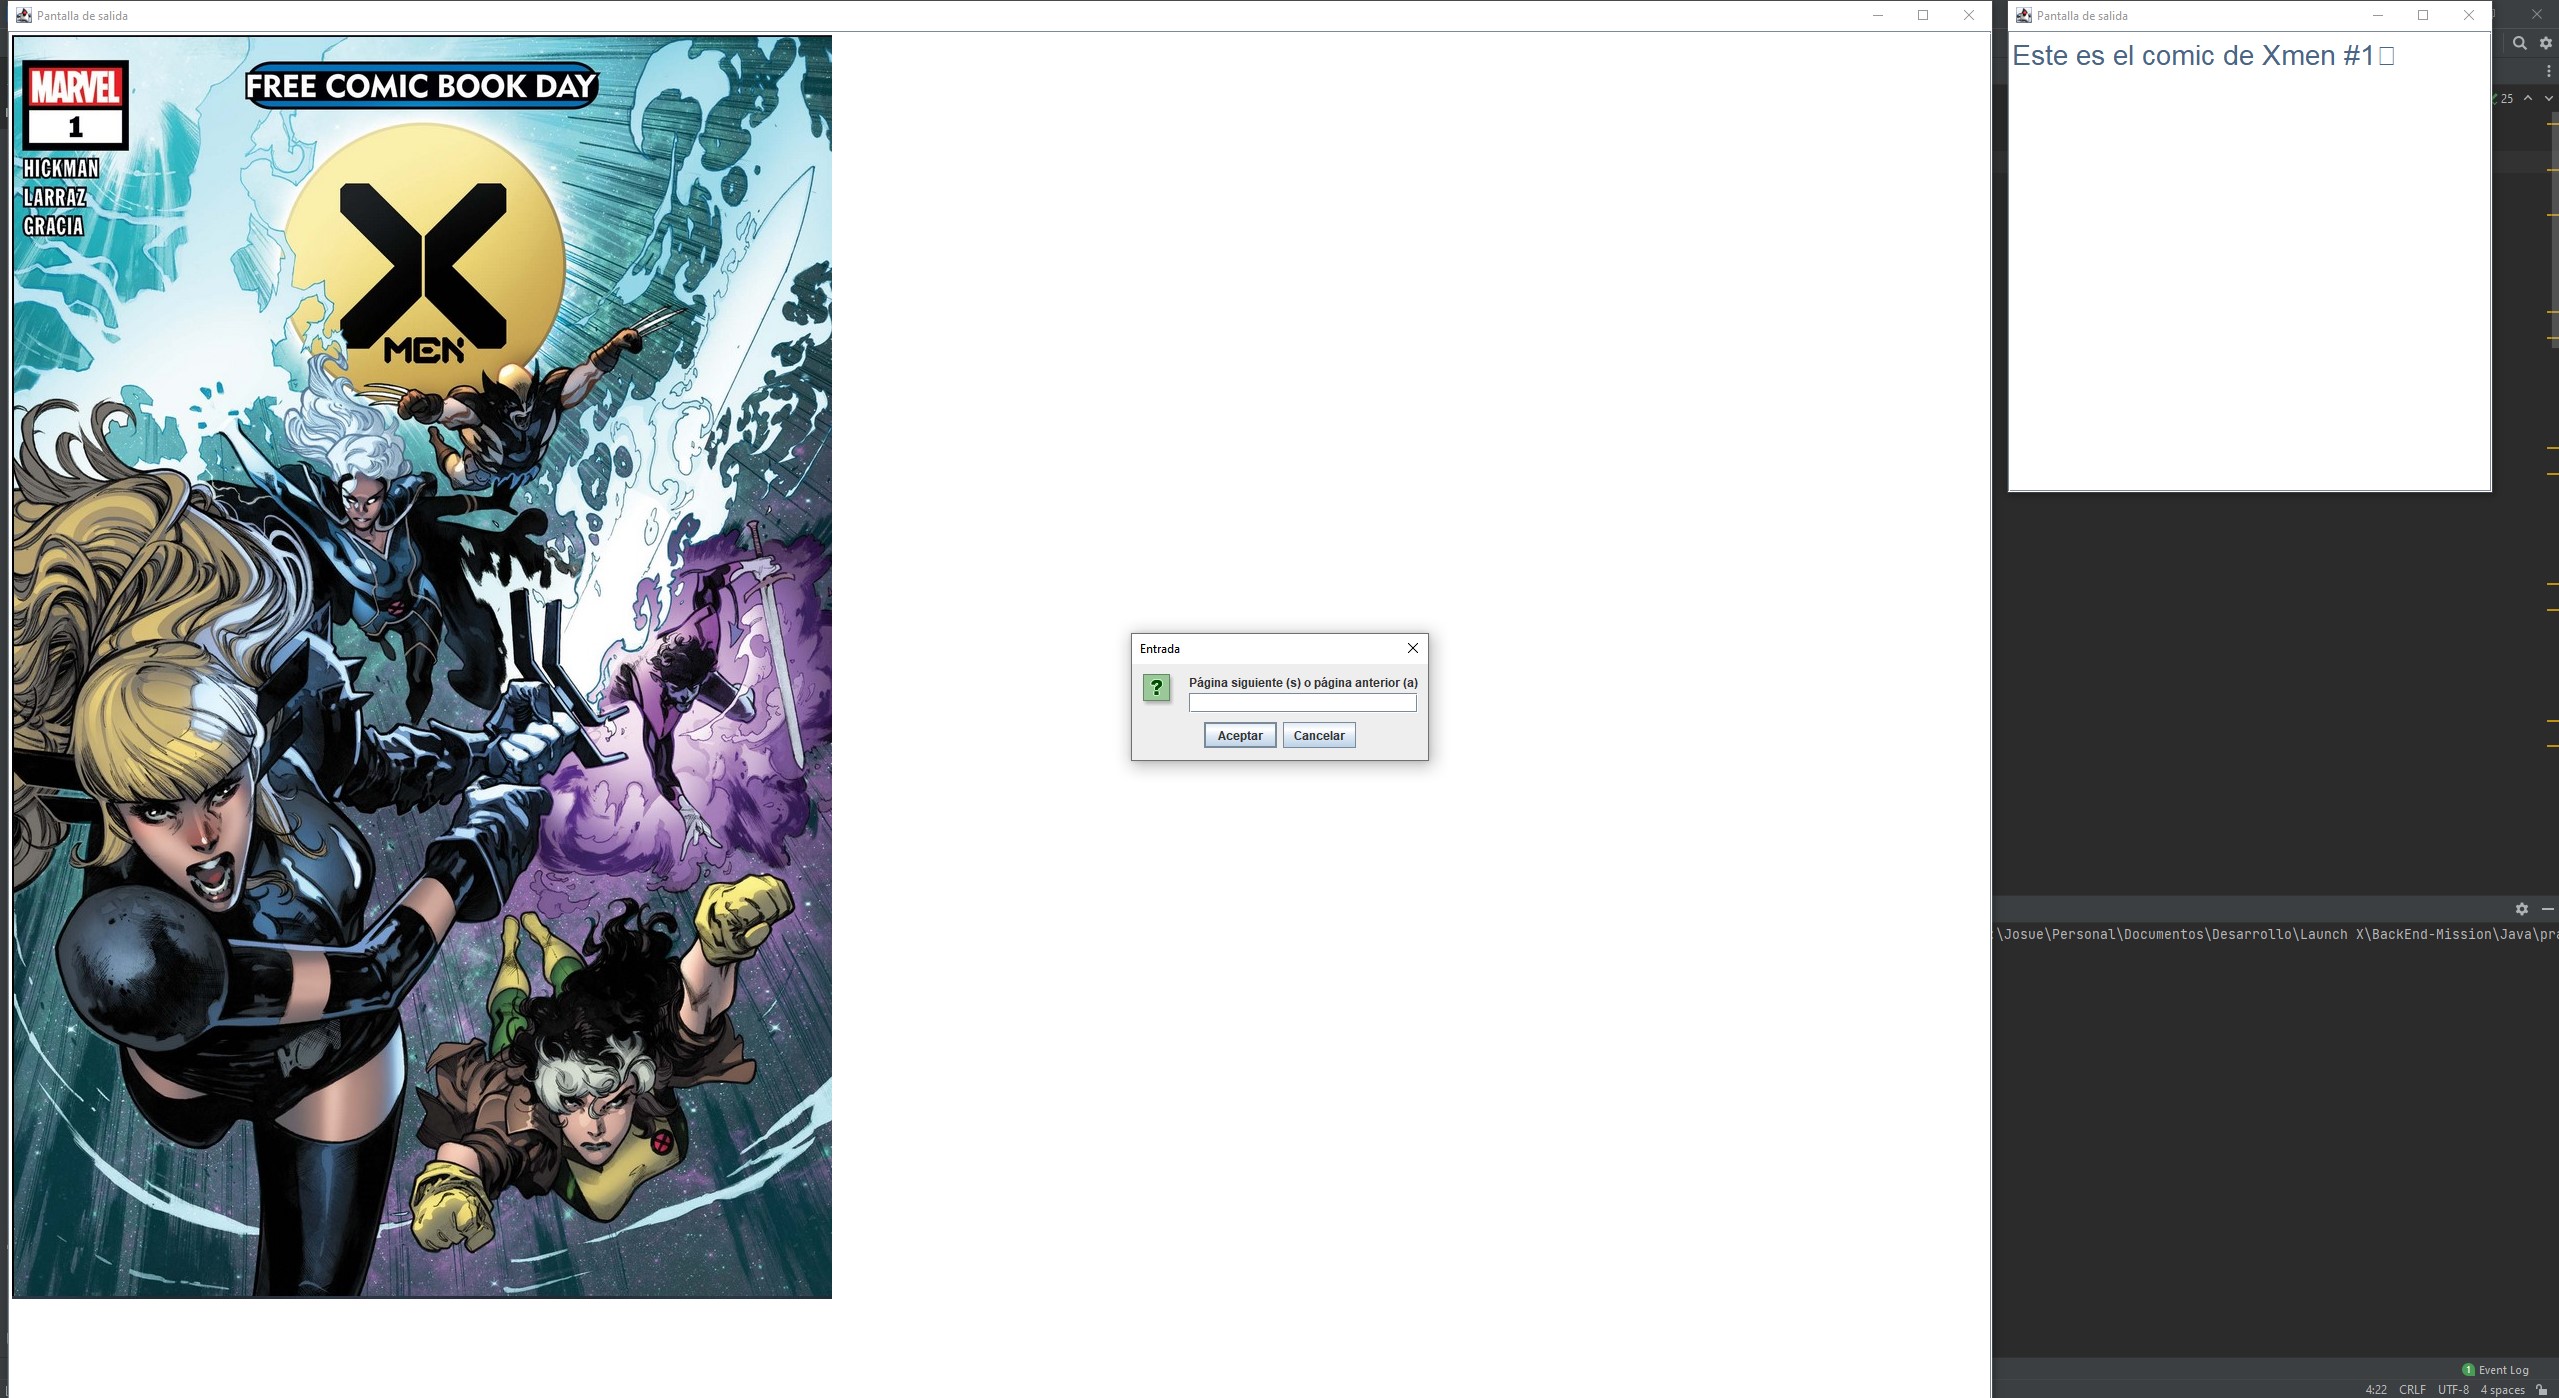 Pantalla de salida
MARVEL
1
HICKMAN
LARRAZ
GRACIA
FREE COMIC BOOK DAY
X
MEN
Entrada
Página siguiente (s) o página anterior (a)
Aceptar
Cancelar
Pantalla de salida
Este es el comic de Xmen #1
25
\Josue\Personal\Documentos\Desarrollo\Launch X\BackEnd-Mission\Java\pra
1 Event Log
4:22 CRLF UTF-8 4 spaces